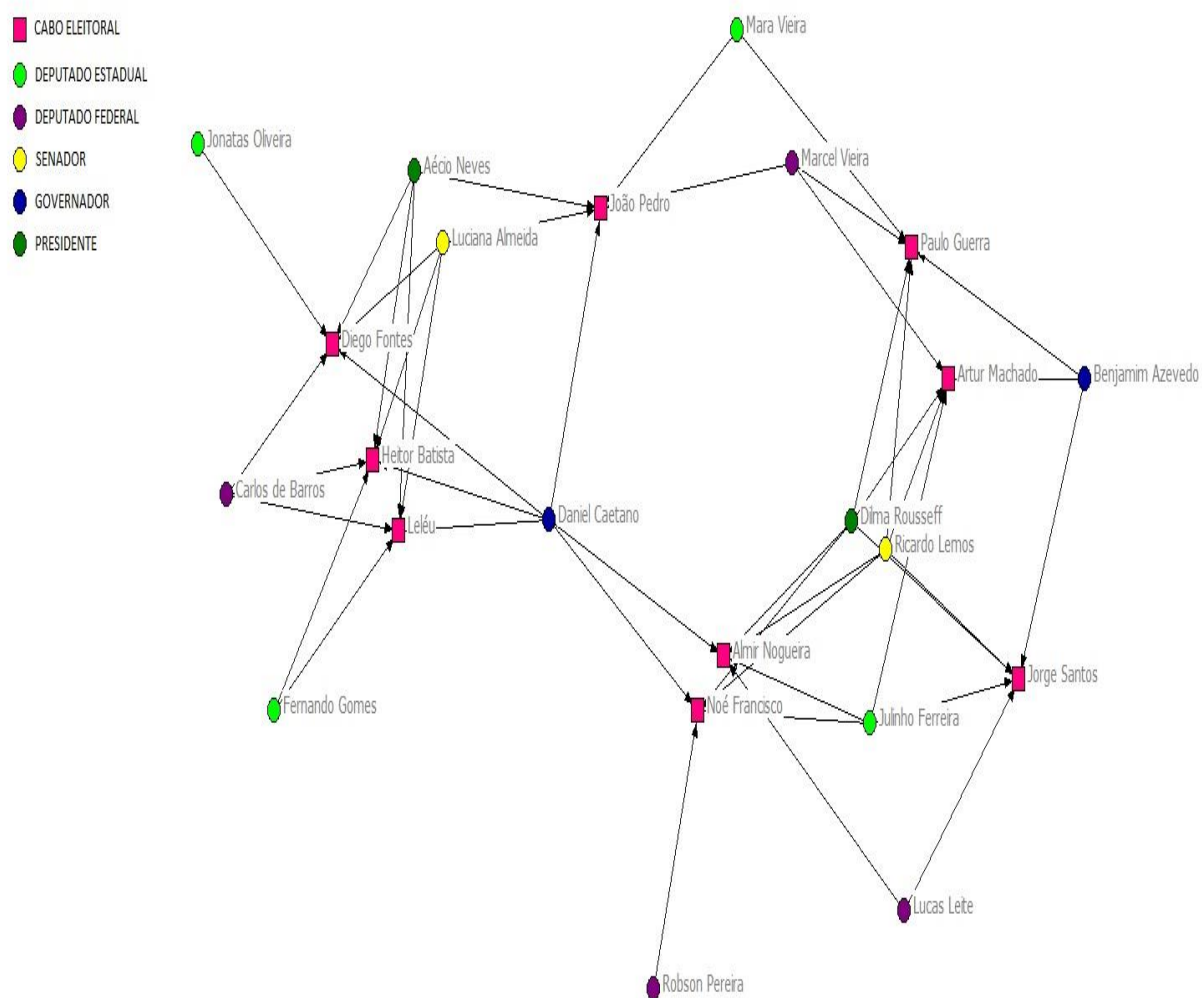 CABO ELEITORAL
DEPUTADO ESTADUAL
DEPUTADO FEDERAL
SENADOR
GOVERNADOR
PRESIDENTE
Mara Vieira
Jonatas Oliveira
Aécio Neves
Marcel Vieira
João Pedro
Luciana Almeida
Paulo Guerra
Diego Fontes
Artur Machado
Benjamim Azevedo
Heitor Batista
Carlos de Barros
Daniel Caetano
Dilma Rousseff
Leléu
Ricardo Lemos
Almir Nogueira
Jorge Santos
Fernando Gomes
Noé Francisco
Julinho Ferreira
Lucas Leite
Robson Pereira